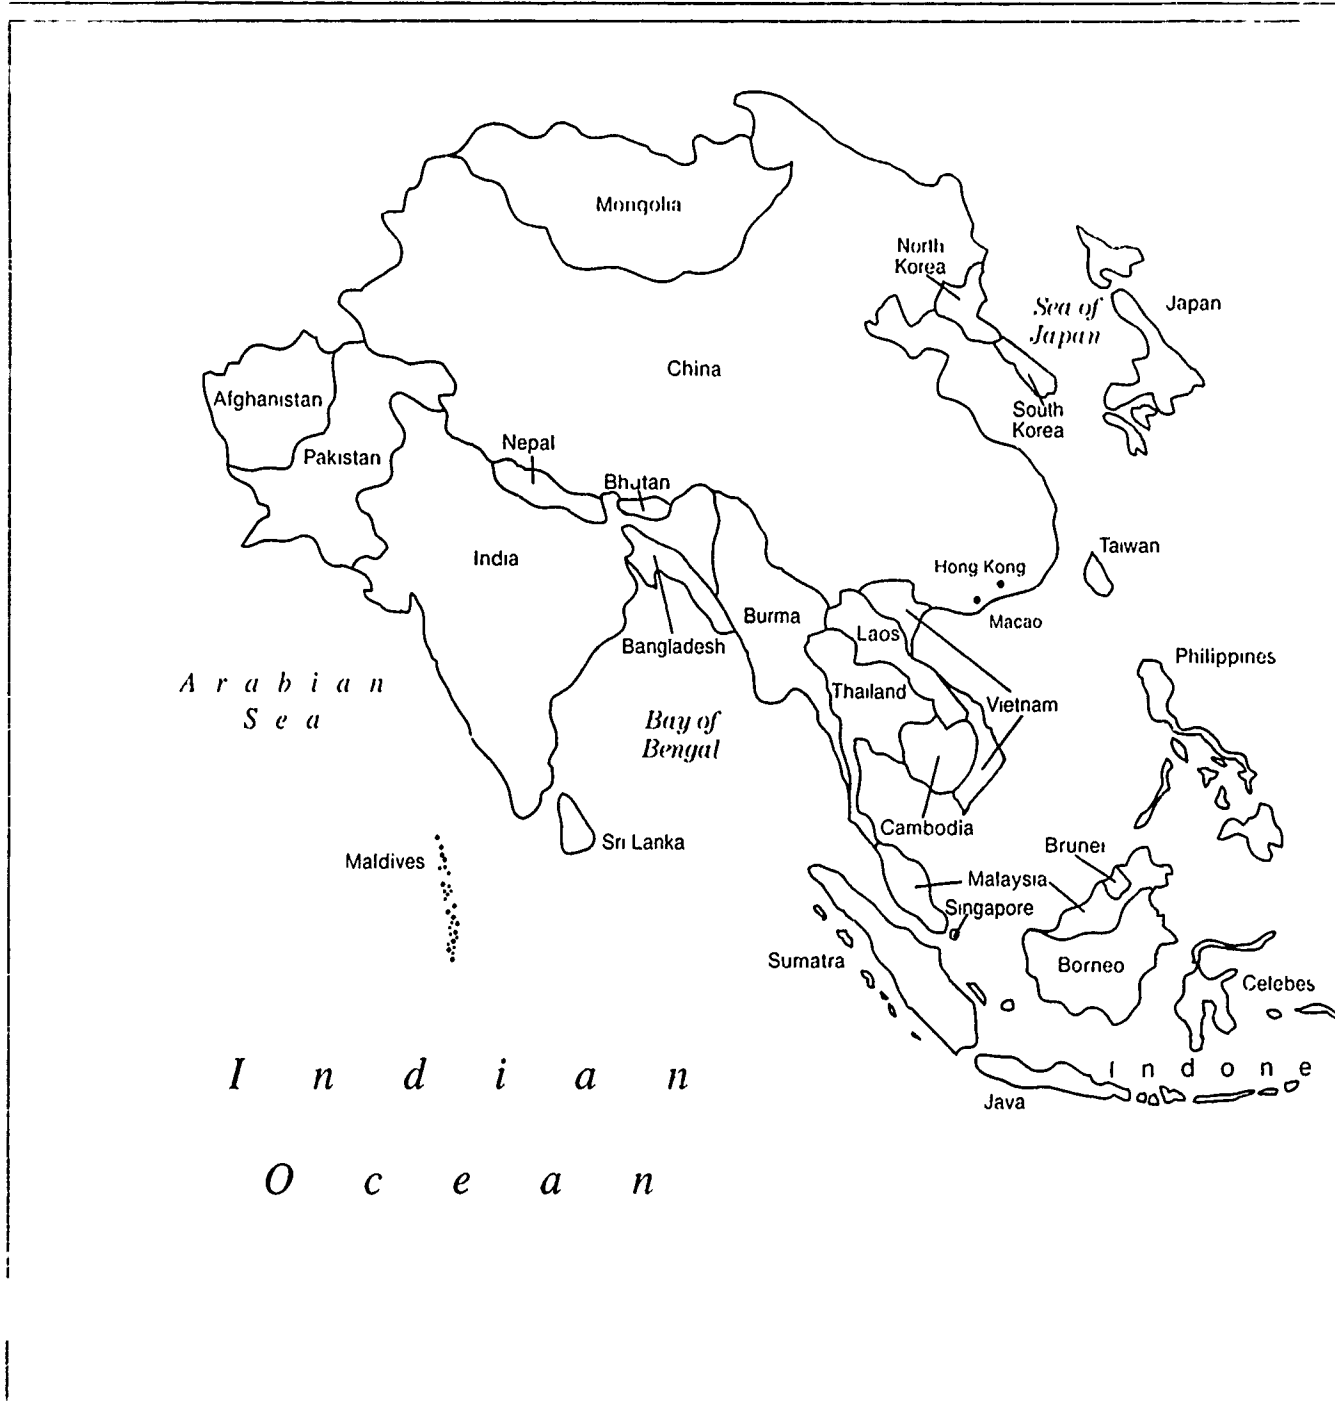 Mongolia
North
Korea
Sea of
Japan
Japan
China
Afghanistan
South
Korea
Nepal
Pakistan
Bhutan
India
Taiwan
Hong Kong
Burma
Macao
Laos
Bangladesh
Philippines
Arabian
Sea
Thailand
Vietnam
Bay of
Bengal
Cambodia
Sri Lanka
Brunei
Maldives
Malaysia
Singapore
Sumatra
Borneo
Celebes
Indian
Indone
Java
Ocean